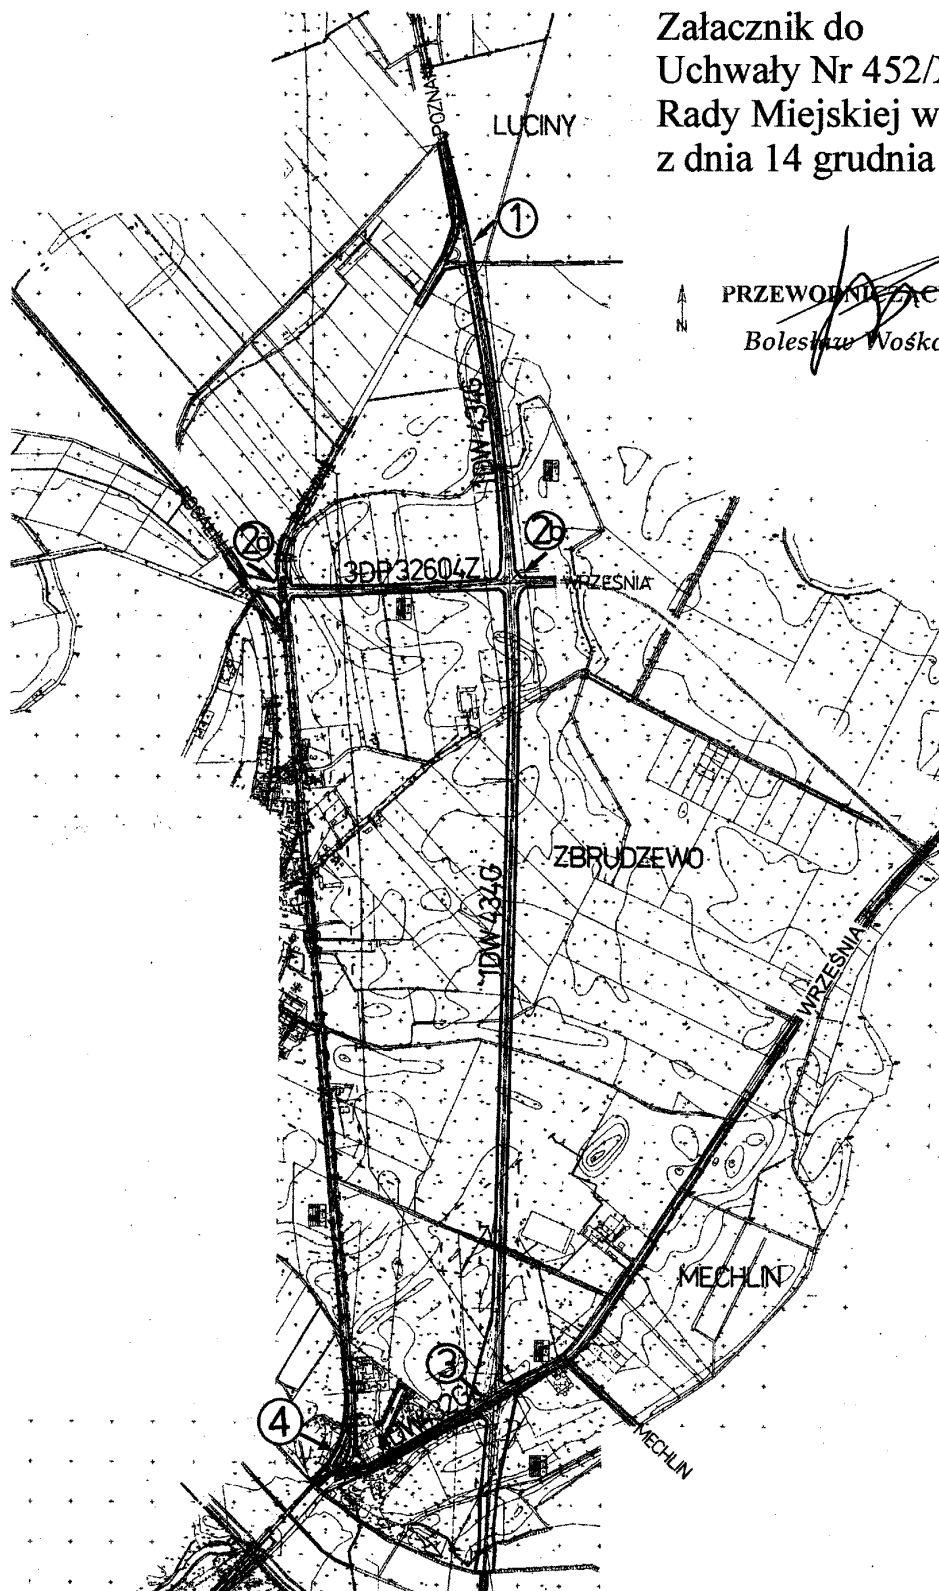 Załacznik do
Uchwały Nr 452/
Rady Miejskiej w
z dnia 14 grudnia
POZNAŃ
LUCINY
1
N
PRZEWODNICZĄC
Bolesław Wośko
1DW 434G
2a
2b
3DP 32604Z
WRZEŚNIA
ZBRUDZEWO
1DW 434G
WRZEŚNIA
MECHLIN
3
4
MECHLIN